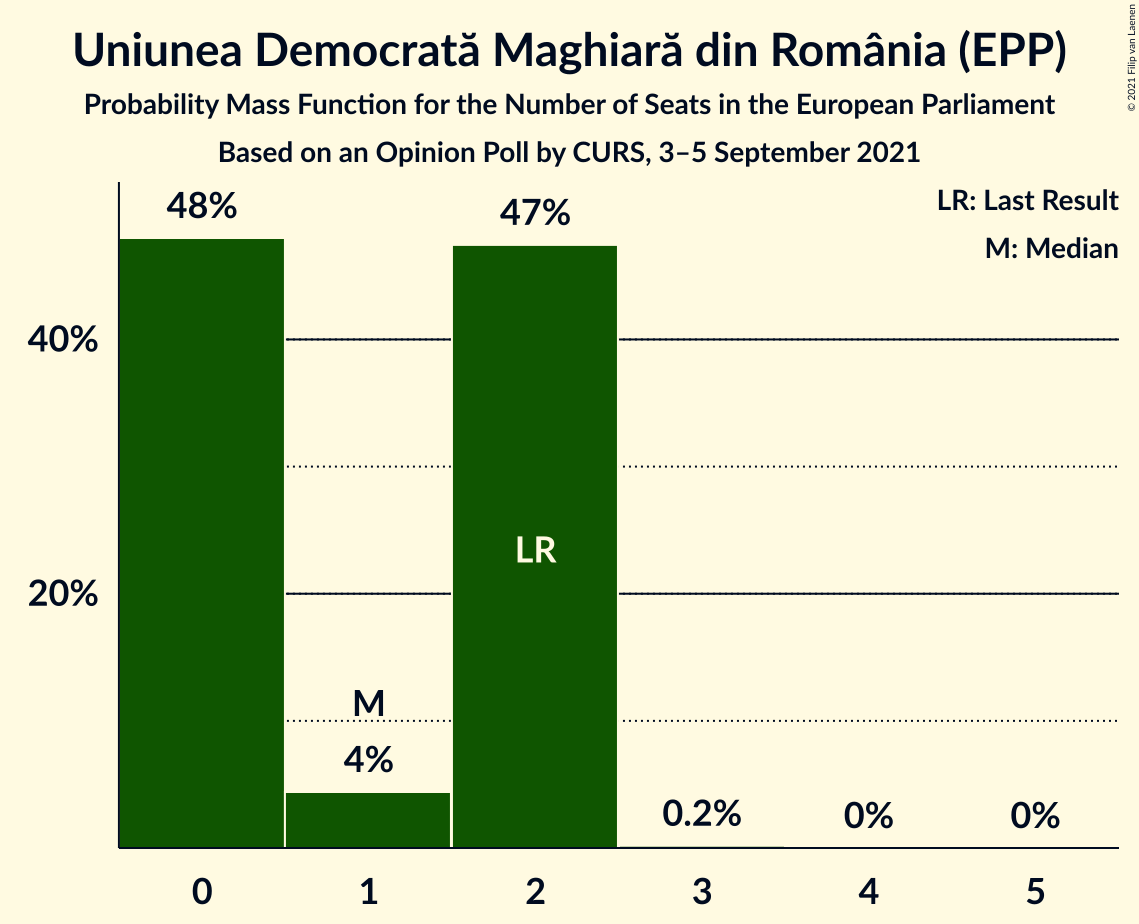 Uniunea Democrată Maghiară din România (EPP)
Probability Mass Function for the Number of Seats in the European Parliament
Based on an Opinion Poll by CURS, 3–5 September 2021
© 2021 Filip van Laenen
LR: Last Result
M: Median
48%
47%
40%
LR
20%
M
4%
0.2%
0%
0%
0
1
2
3
4
5